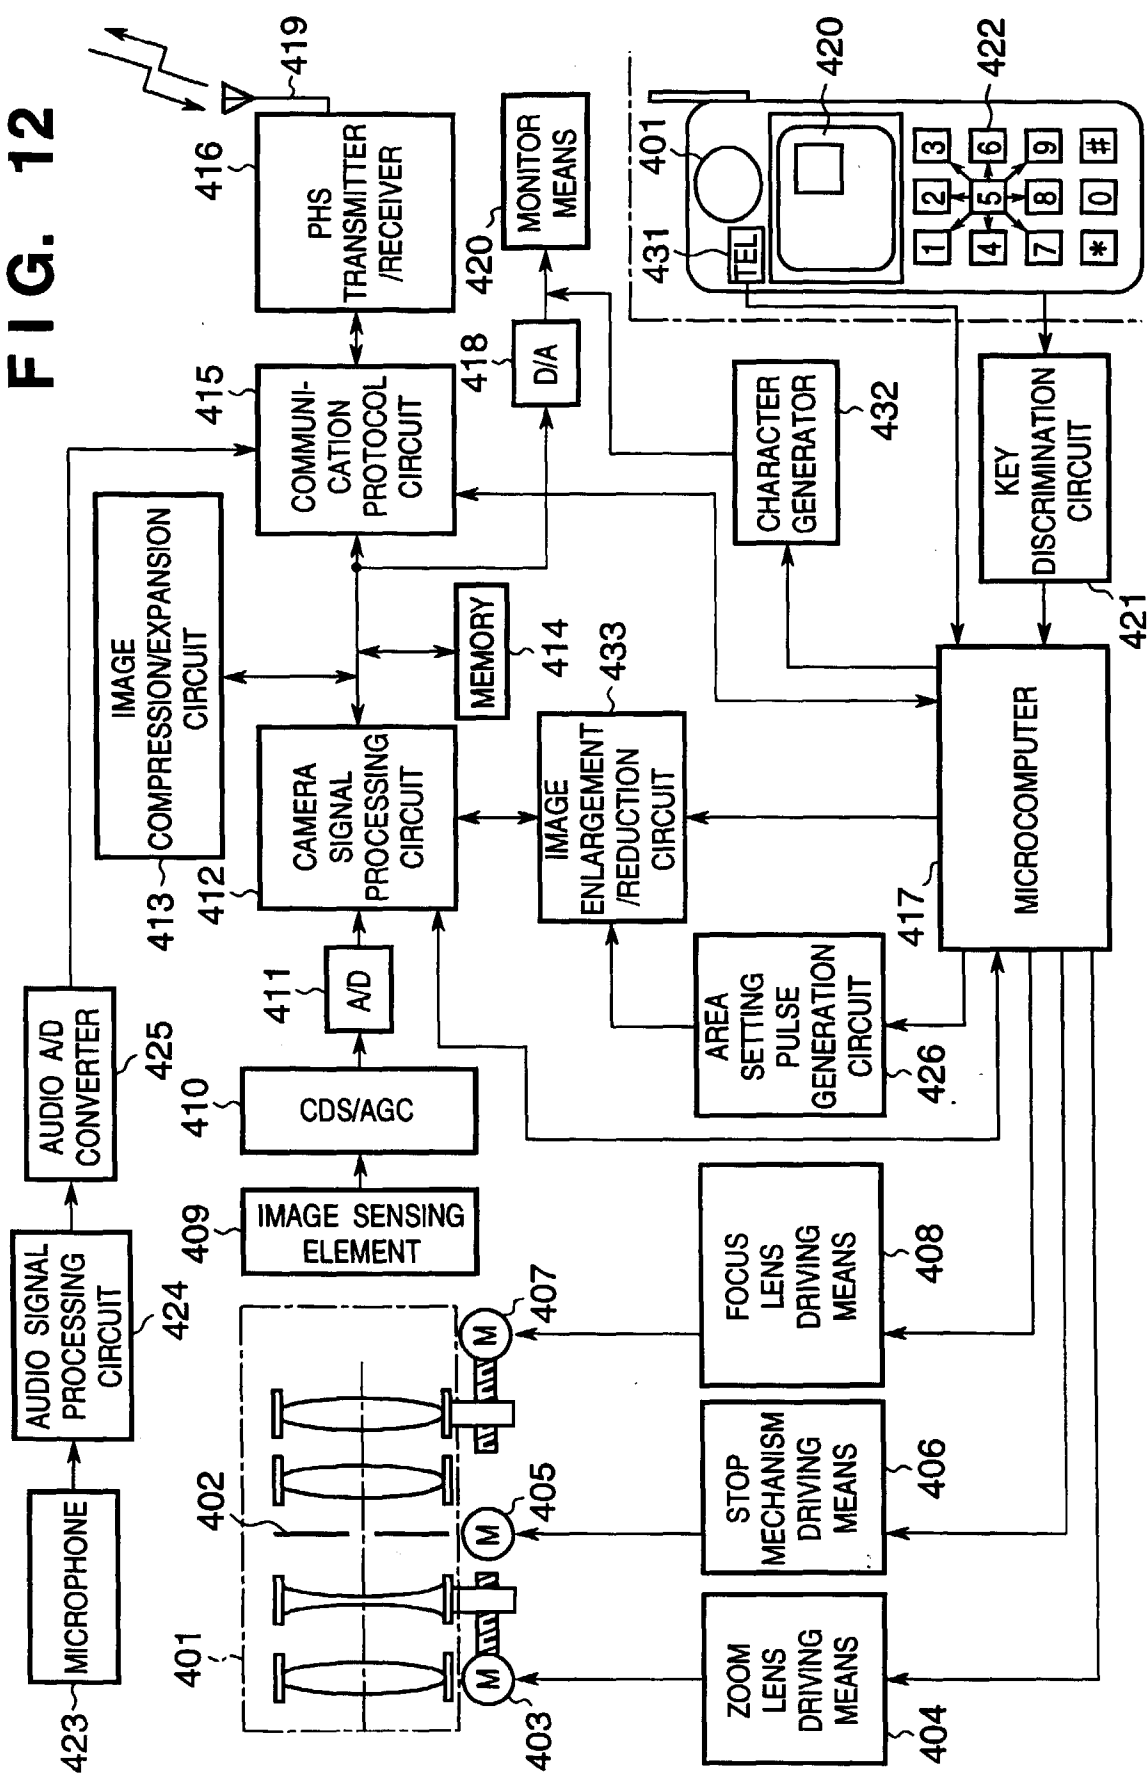 FIG. 12
423
MICROPHONE
AUDIO SIGNAL
PROCESSING
CIRCUIT
424
AUDIO A/D
CONVERTER
425
IMAGE
COMPRESSION/EXPANSION
CIRCUIT
413
401
402
403
M
405
M
407
M
409
IMAGE SENSING
ELEMENT
410
CDS/AGC
411
A/D
412
CAMERA
SIGNAL
PROCESSING
CIRCUIT
MEMORY
414
415
COMMUNI-
CATION
PROTOCOL
CIRCUIT
416
PHS
TRANSMITTER
/RECEIVER
419
418
D/A
420
MONITOR
MEANS
IMAGE
ENLARGEMENT
/REDUCTION
CIRCUIT
433
AREA
SETTING
PULSE
GENERATION
CIRCUIT
426
CHARACTER
GENERATOR
432
ZOOM
LENS
DRIVING
MEANS
404
STOP
MECHANISM
DRIVING
MEANS
406
FOCUS
LENS
DRIVING
MEANS
408
417
MICROCOMPUTER
KEY
DISCRIMINATION
CIRCUIT
421
431
TEL
401
420
422
1 2 3
4 5 6
7 8 9
* 0 #